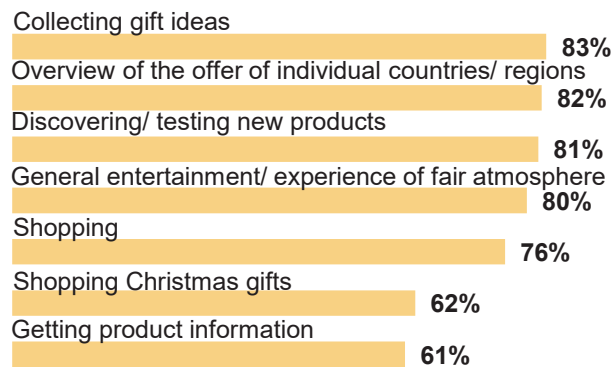 Collecting gift ideas
83%
Overview of the offer of individual countries/ regions
82%
Discovering/ testing new products
81%
General entertainment/ experience of fair atmosphere
80%
Shopping
76%
Shopping Christmas gifts
62%
Getting product information
61%